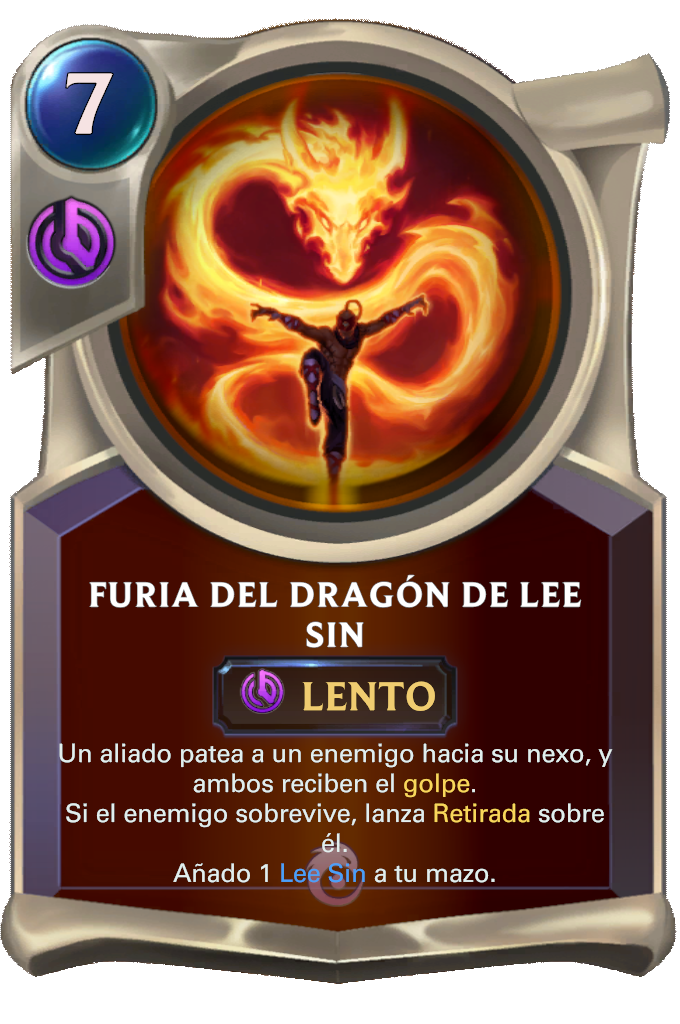 7
FURIA DEL DRAGÓN DE LEE
SIN
LENTO
Un aliado patea a un enemigo hacia su nexo, y
ambos reciben el golpe.
Si el enemigo sobrevive, lanza Retirada sobre
él.
Añado 1 Lee Sin a tu mazo.